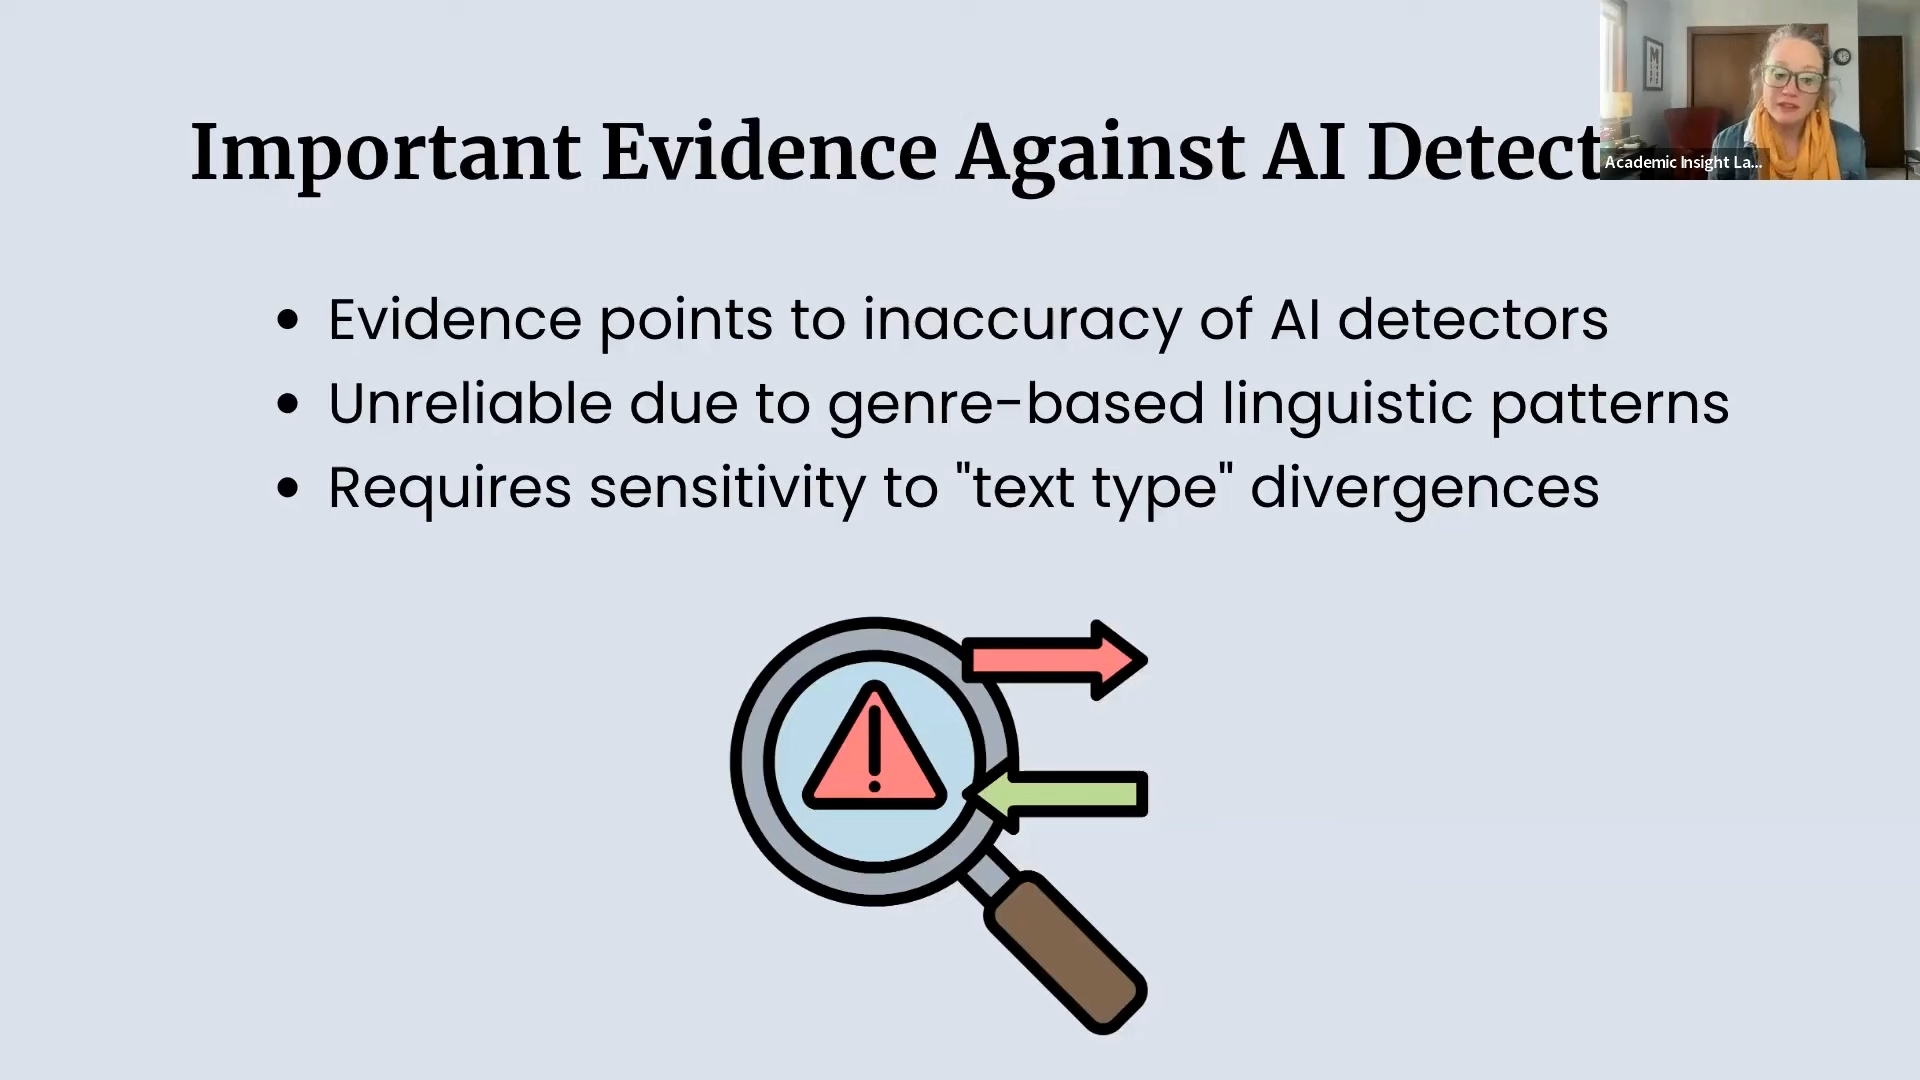 Important Evidence Against AI Detect
Academic Insight La...
• Evidence points to inaccuracy of AI detectors
• Unreliable due to genre-based linguistic patterns
• Requires sensitivity to "text type" divergences